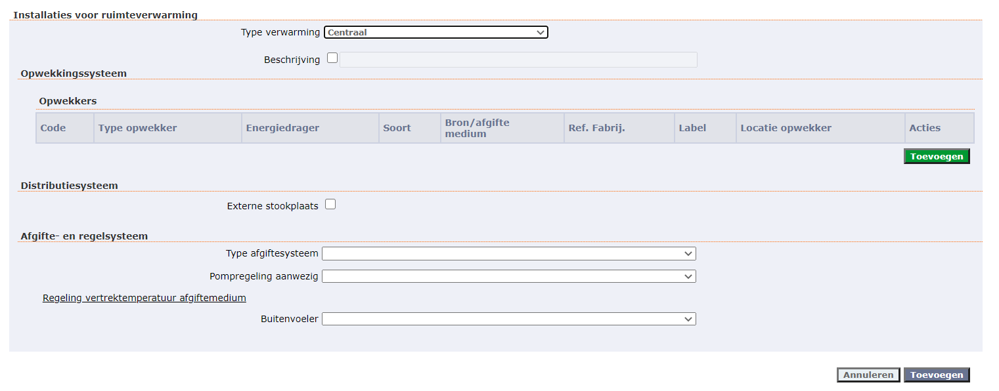 Installaties voor ruimteverwarming
Type verwarming Centraal
Beschrijving
Opwekkingssysteem
Opwekkers
Code Type opwekker Energiedrager Soort Bron/afgifte medium Ref. Fabrij. Label Locatie opwekker Acties
Toevoegen
Distributiesysteem
Externe stookplaats
Afgifte- en regelsysteem
Type afgiftesysteem
Pompregeling aanwezig
Regeling vertrektemperatuur afgiftemedium
Buitenvoeler
Annuleren Toevoegen